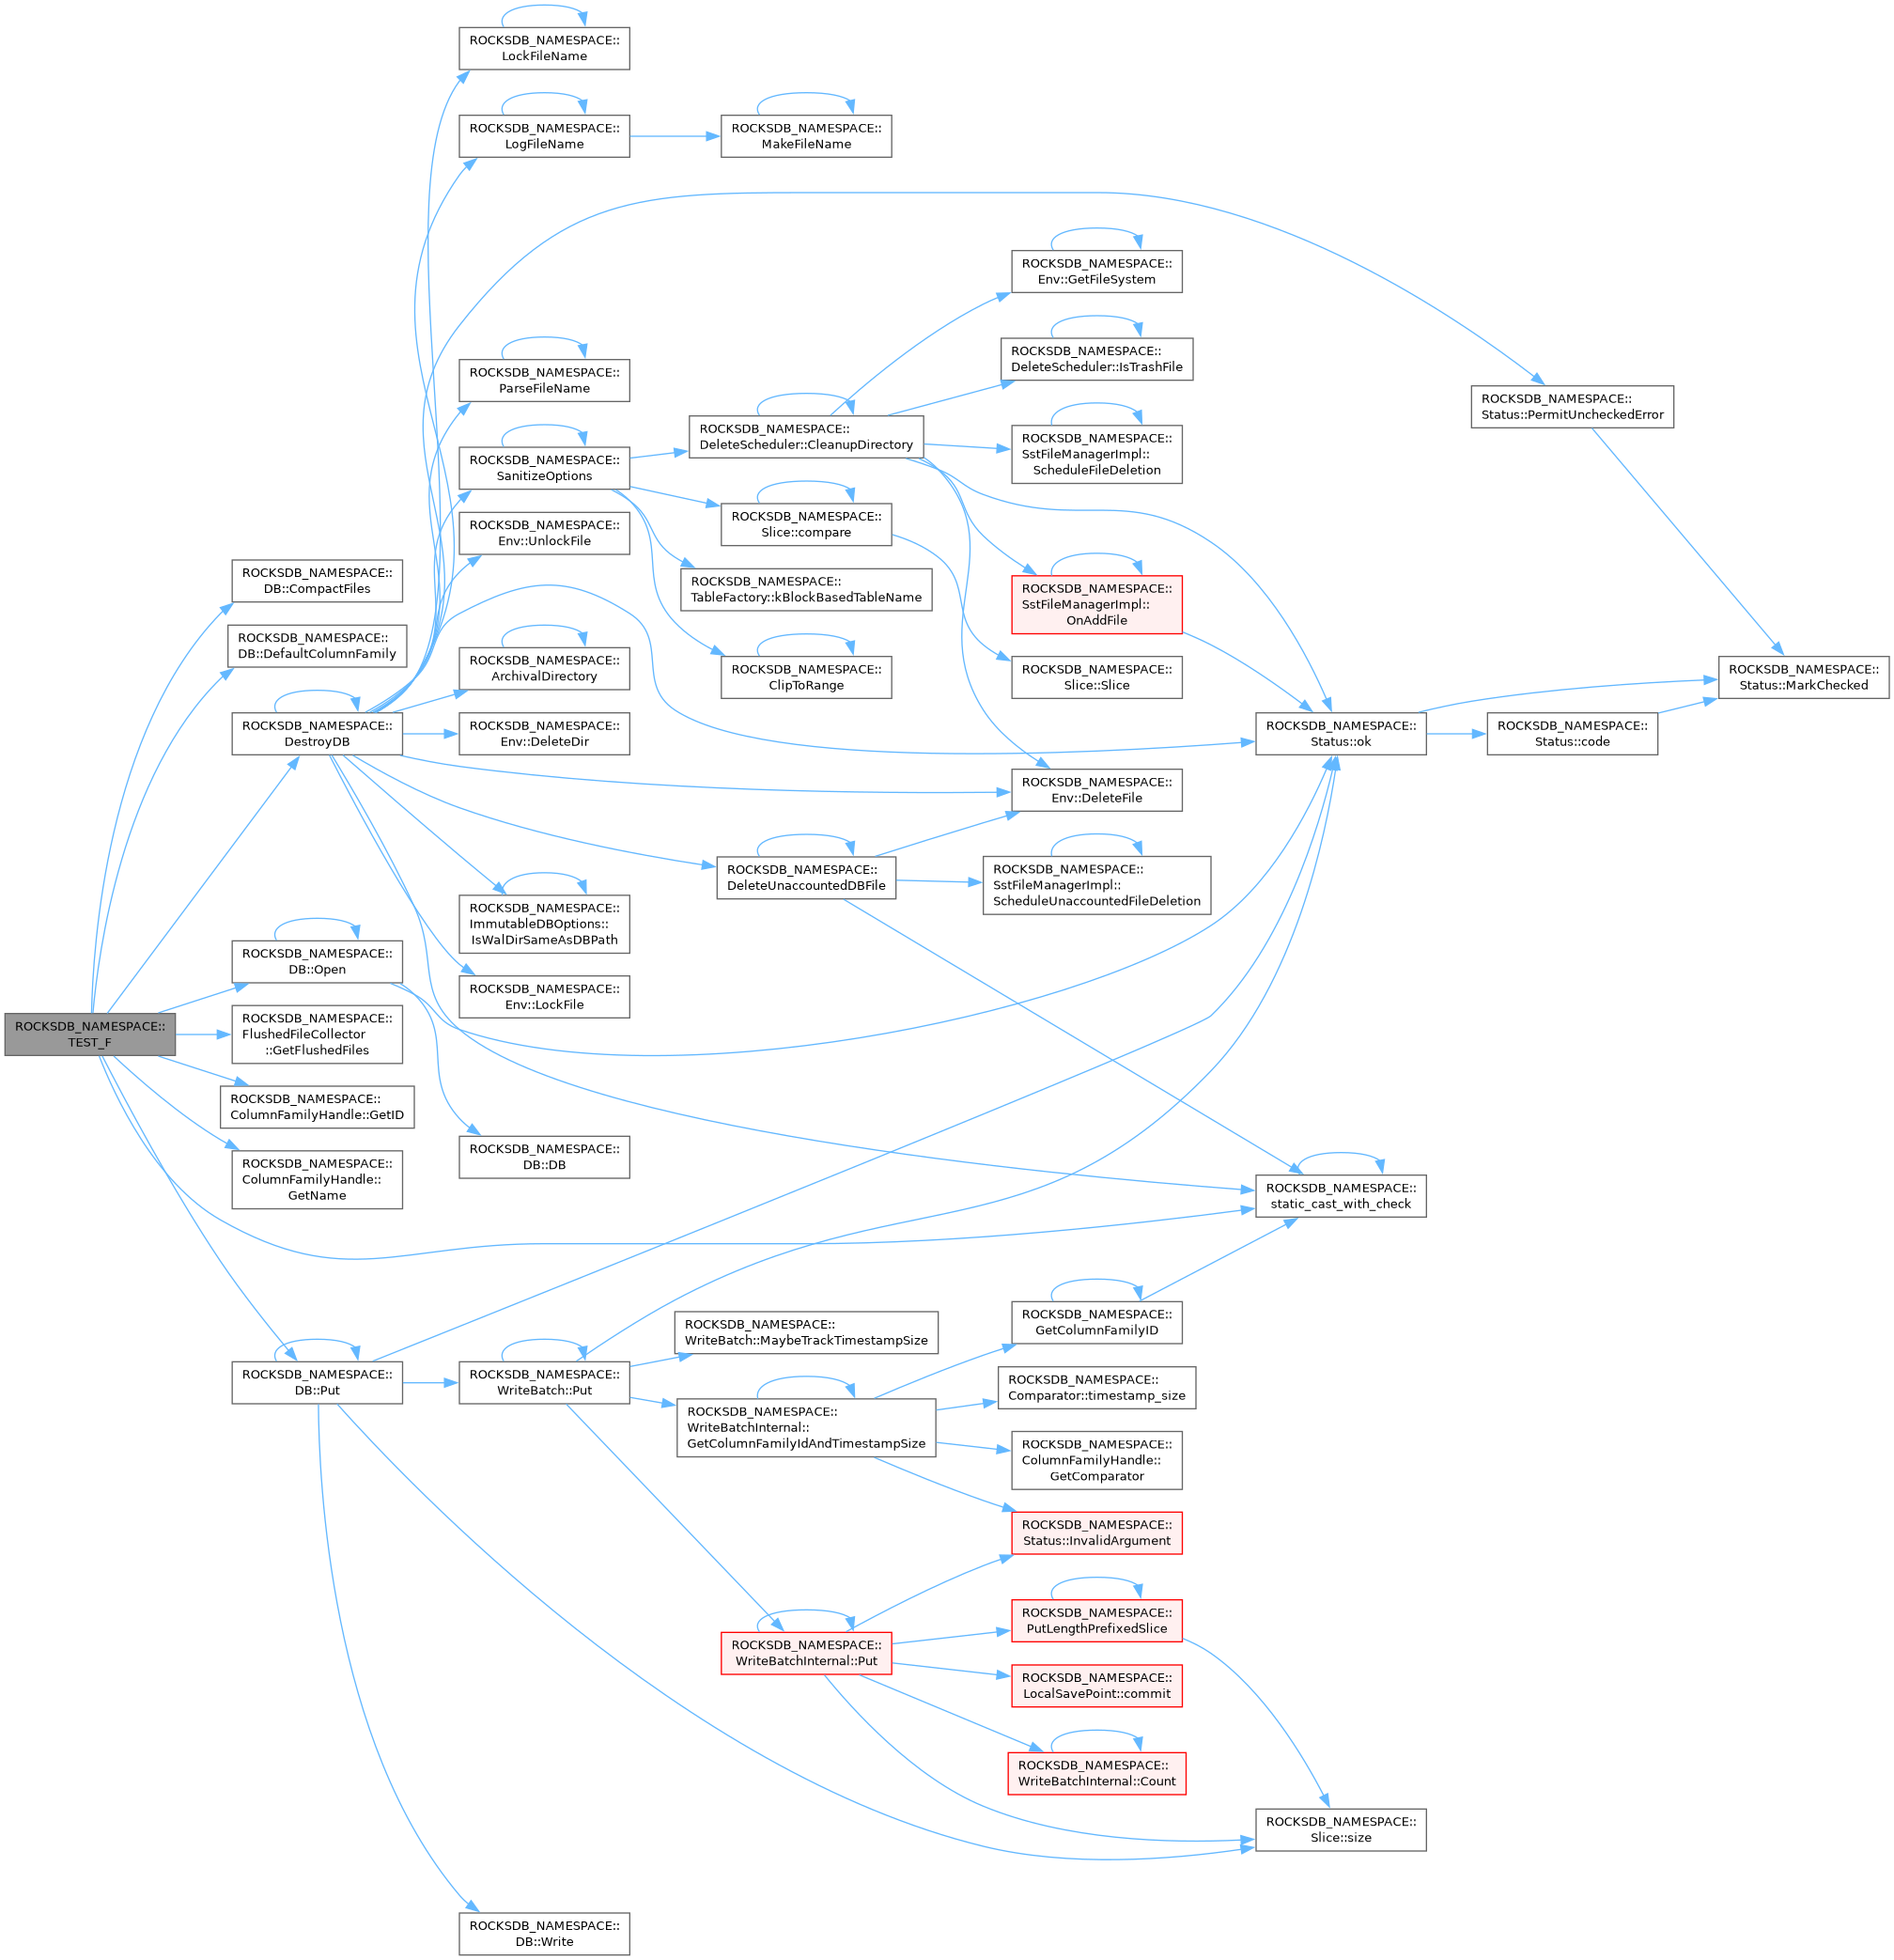 ROCKSDB_NAMESPACE::
LockFileName
ROCKSDB_NAMESPACE::
LogFileName
ROCKSDB_NAMESPACE::
MakeFileName
ROCKSDB_NAMESPACE::
Env::GetFileSystem
ROCKSDB_NAMESPACE::
DeleteScheduler::IsTrashFile
ROCKSDB_NAMESPACE::
ParseFileName
ROCKSDB_NAMESPACE::
Status::PermitUncheckedError
ROCKSDB_NAMESPACE::
DeleteScheduler::CleanupDirectory
ROCKSDB_NAMESPACE::
SstFileManagerImpl::
ScheduleFileDeletion
ROCKSDB_NAMESPACE::
SanitizeOptions
ROCKSDB_NAMESPACE::
Slice::compare
ROCKSDB_NAMESPACE::
Env::UnlockFile
ROCKSDB_NAMESPACE::
DB::CompactFiles
ROCKSDB_NAMESPACE::
TableFactory::kBlockBasedTableName
ROCKSDB_NAMESPACE::
SstFileManagerImpl::
OnAddFile
ROCKSDB_NAMESPACE::
DB::DefaultColumnFamily
ROCKSDB_NAMESPACE::
ArchivalDirectory
ROCKSDB_NAMESPACE::
ClipToRange
ROCKSDB_NAMESPACE::
Slice::Slice
ROCKSDB_NAMESPACE::
Status::MarkChecked
ROCKSDB_NAMESPACE::
DestroyDB
ROCKSDB_NAMESPACE::
Env::DeleteDir
ROCKSDB_NAMESPACE::
Status::ok
ROCKSDB_NAMESPACE::
Status::code
ROCKSDB_NAMESPACE::
Env::DeleteFile
ROCKSDB_NAMESPACE::
DeleteUnaccountedDBFile
ROCKSDB_NAMESPACE::
SstFileManagerImpl::
ScheduleUnaccountedFileDeletion
ROCKSDB_NAMESPACE::
ImmutableDBOptions::
IsWalDirSameAsDBPath
ROCKSDB_NAMESPACE::
DB::Open
ROCKSDB_NAMESPACE::
Env::LockFile
ROCKSDB_NAMESPACE::
TEST_F
ROCKSDB_NAMESPACE::
FlushedFileCollector
::GetFlushedFiles
ROCKSDB_NAMESPACE::
ColumnFamilyHandle::GetID
ROCKSDB_NAMESPACE::
DB::DB
ROCKSDB_NAMESPACE::
ColumnFamilyHandle::
GetName
ROCKSDB_NAMESPACE::
static_cast_with_check
ROCKSDB_NAMESPACE::
GetColumnFamilyID
ROCKSDB_NAMESPACE::
WriteBatch::MaybeTrackTimestampSize
ROCKSDB_NAMESPACE::
DB::Put
ROCKSDB_NAMESPACE::
WriteBatch::Put
ROCKSDB_NAMESPACE::
Comparator::timestamp_size
ROCKSDB_NAMESPACE::
WriteBatchInternal::
GetColumnFamilyIdAndTimestampSize
ROCKSDB_NAMESPACE::
ColumnFamilyHandle::
GetComparator
ROCKSDB_NAMESPACE::
Status::InvalidArgument
ROCKSDB_NAMESPACE::
PutLengthPrefixedSlice
ROCKSDB_NAMESPACE::
WriteBatchInternal::Put
ROCKSDB_NAMESPACE::
LocalSavePoint::commit
ROCKSDB_NAMESPACE::
WriteBatchInternal::Count
ROCKSDB_NAMESPACE::
Slice::size
ROCKSDB_NAMESPACE::
DB::Write